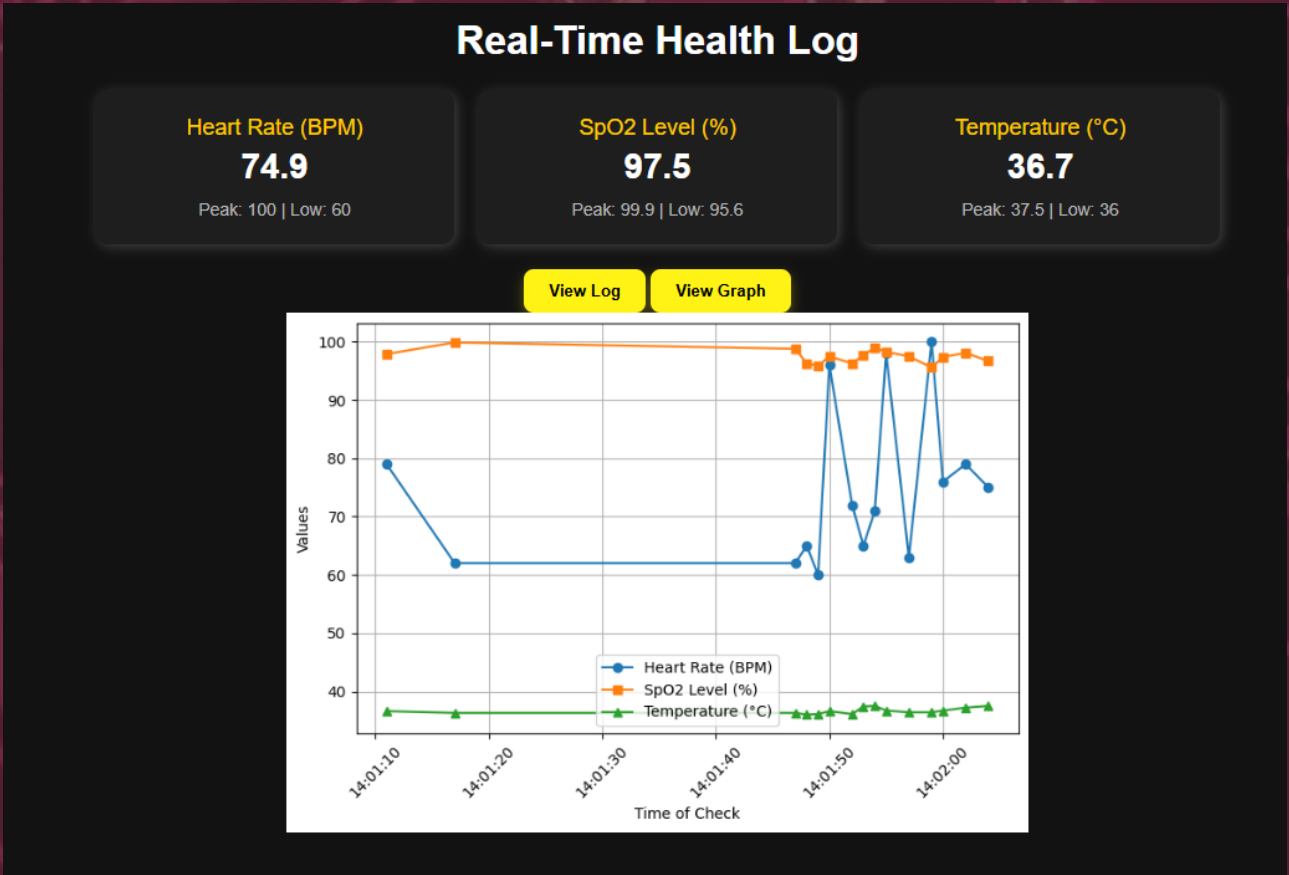 Real-Time Health Log
Heart Rate (BPM)
74.9
Peak: 100 | Low: 60
SpO2 Level (%)
97.5
Peak: 99.9 | Low: 95.6
Temperature (°C)
36.7
Peak: 37.5 | Low: 36
View Log
View Graph
100
90
80
70
60
50
40
Values
Heart Rate (BPM)
SpO2 Level (%)
Temperature (°C)
14:01:10
14:01:20
14:01:30
14:01:40
14:01:50
14:02:00
Time of Check